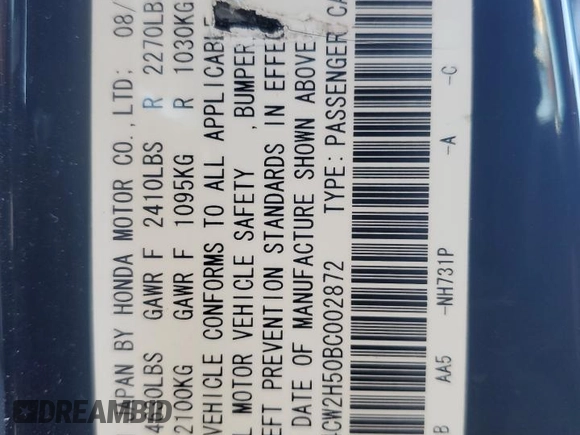 PAN BY HONDA MOTOR CO., LTD: 08/
LBS GAWR F 2410LBS R 2270LB
2100KG GAWR F 1095KG R 1030KG
VEHICLE CONFORMS TO ALL APPLICABL
L MOTOR VEHICLE SAFETY, BUMPER
EFT PREVENTION STANDARDS IN EFFE
DATE OF MANUFACTURE SHOWN ABOVE
CW2H50BC002872 TYPE: PASSENGER CA
B AA5 -NH731P -A -C
RapidBid